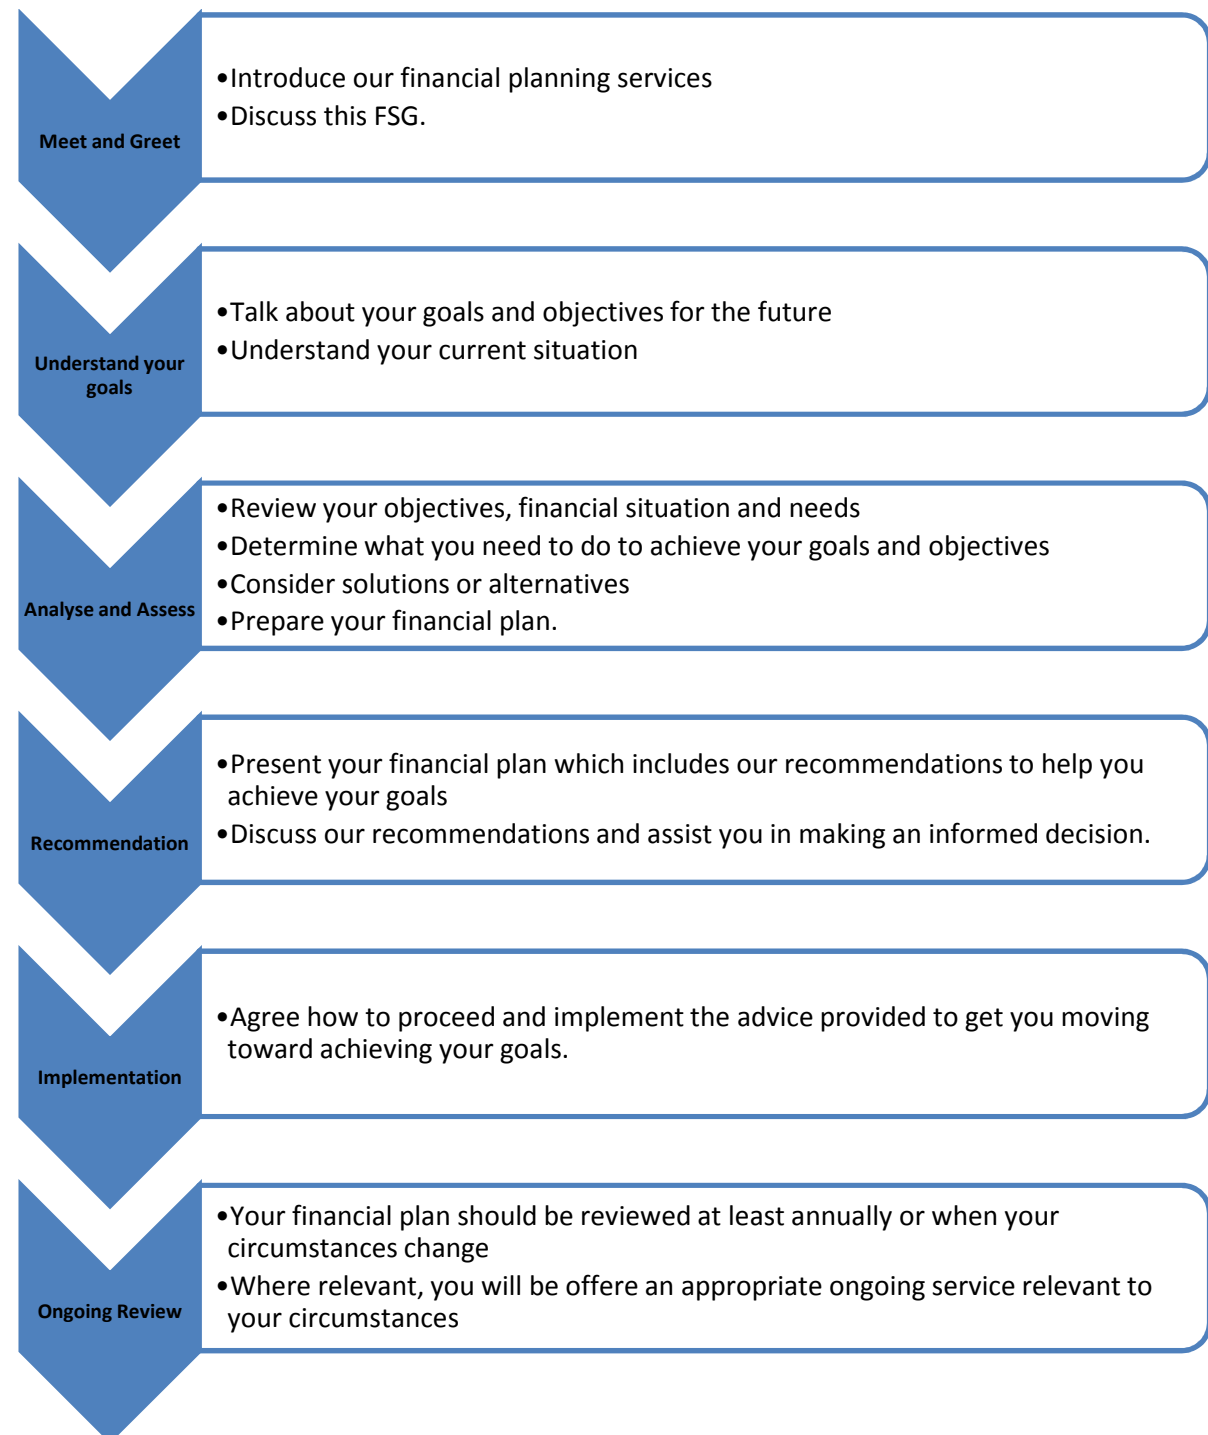 Meet and Greet
•Introduce our financial planning services
•Discuss this FSG.
Understand your
goals
•Talk about your goals and objectives for the future
•Understand your current situation
Analyse and Assess
•Review your objectives, financial situation and needs
•Determine what you need to do to achieve your goals and objectives
•Consider solutions or alternatives
•Prepare your financial plan.
Recommendation
•Present your financial plan which includes our recommendations to help you
achieve your goals
•Discuss our recommendations and assist you in making an informed decision.
Implementation
•Agree how to proceed and implement the advice provided to get you moving
toward achieving your goals.
Ongoing Review
•Your financial plan should be reviewed at least annually or when your
circumstances change
•Where relevant, you will be offere an appropriate ongoing service relevant to
your circumstances